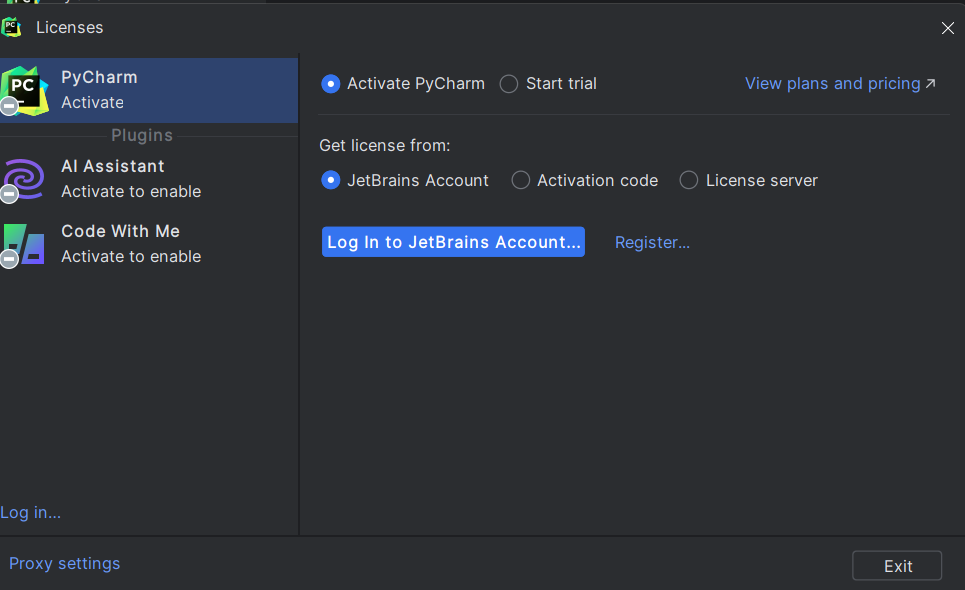 Licenses
PC
PyCharm
Activate
Plugins
AI Assistant
Activate to enable
Code With Me
Activate to enable
Log in...
Activate PyCharm Start trial View plans and pricing ↗
Get license from:
JetBrains Account Activation code License server
Log In to JetBrains Account... Register...
Proxy settings
Exit